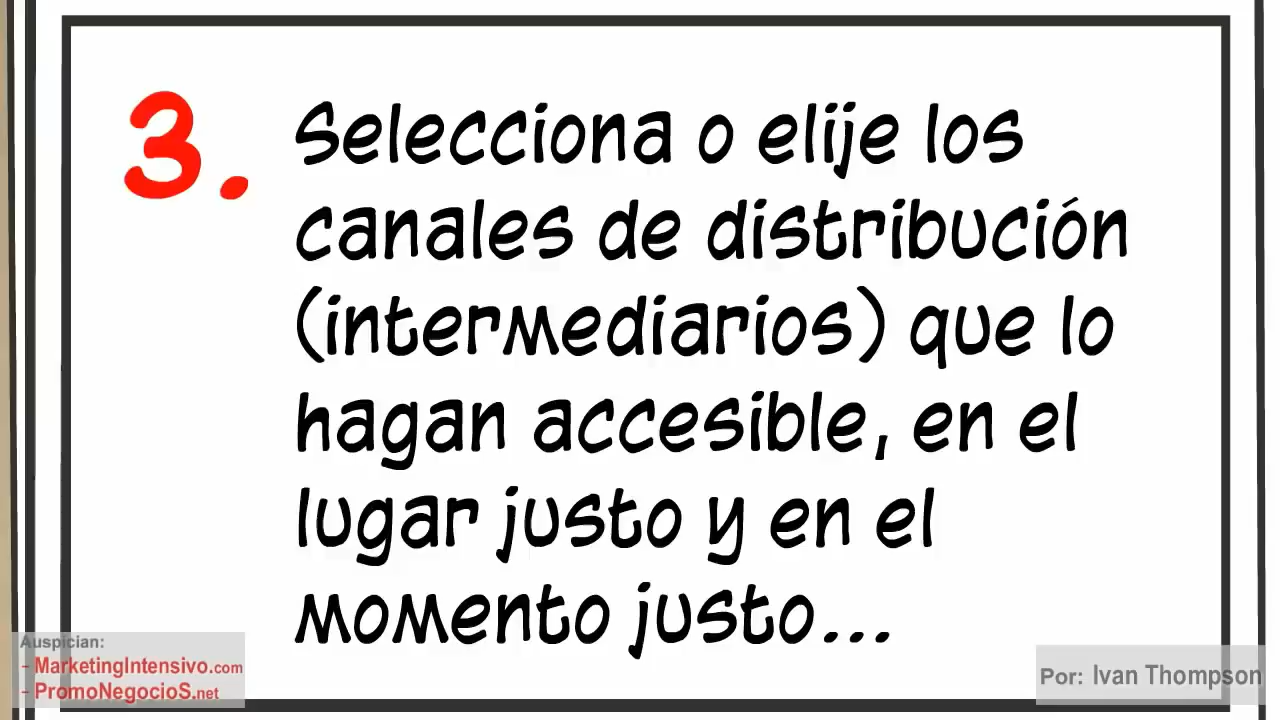 3. Selecciona o elije los
canales de distribución
(intermediarios) que lo
hagan accesible, en el
lugar justo y en el
momento justo...
Auspician:
- MarketingIntensivo.com
- PromoNegocioS.net
Por: Ivan Thompson